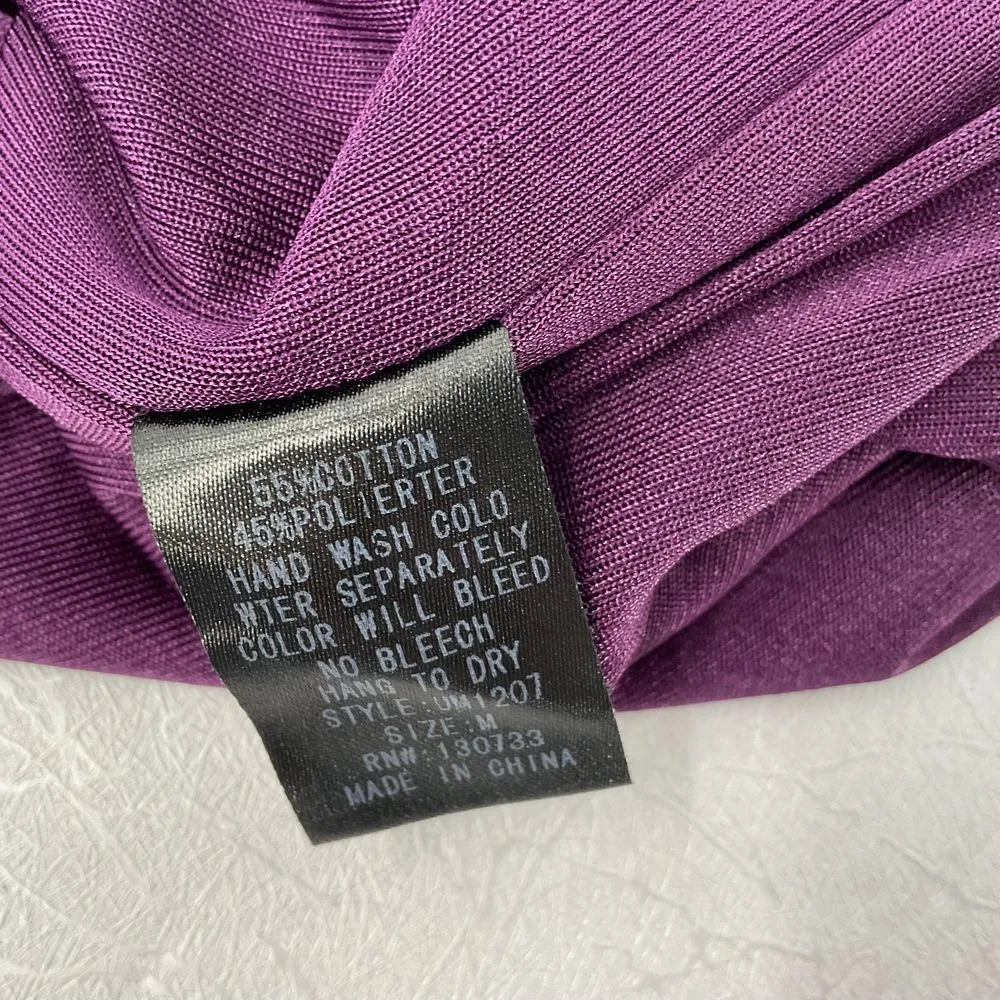 55%COTTON
45%POLIERTER
HAND WASH COLO
WTER SEPARATELY
COLOR WILL BLEED
NO BLEECH
HANG TO DRY
STYLE:UM1207
SIZE:M
RN#:130733
MADE IN CHINA